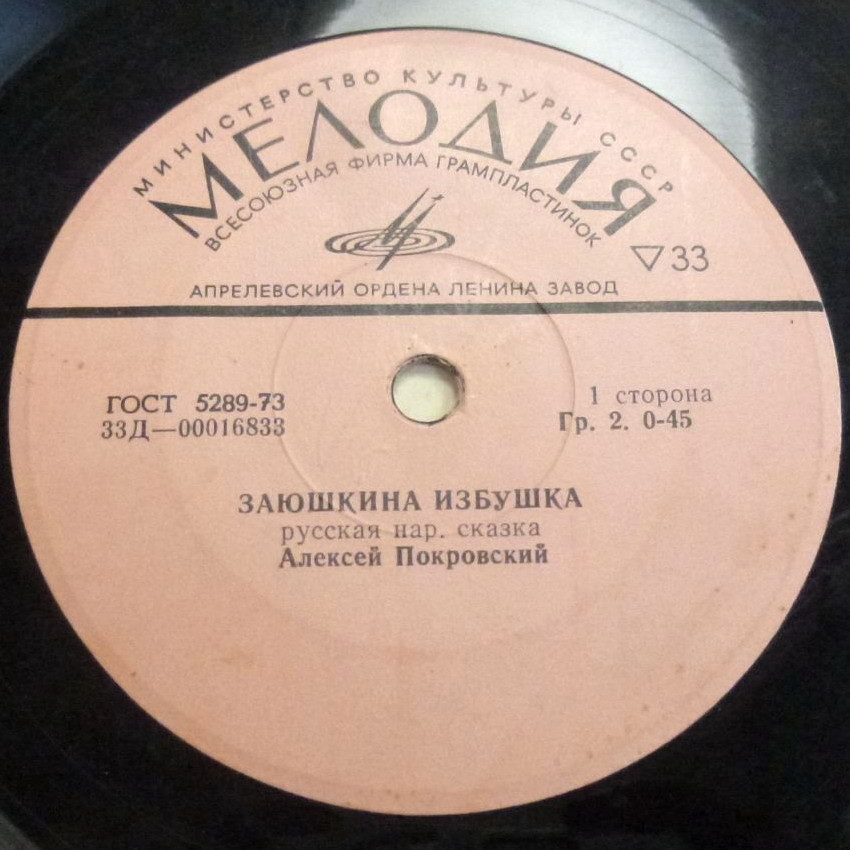 МИНИСТЕРСТВО КУЛЬТУРЫ СССР
МЕЛОДИЯ
ВСЕСОЮЗНАЯ ФИРМА ГРАМПЛАСТИНОК
▽33
АПРЕЛЕВСКИЙ ОРДЕНА ЛЕНИНА ЗАВОД
ГОСТ 5289-73
33Д—00016833
1 сторона
Гр. 2. 0-45
ЗАЮШКИНА ИЗБУШКА
русская нар. сказка
Алексей Покровский